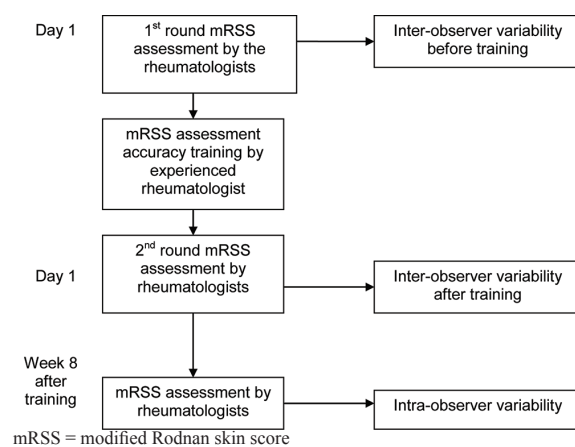 Day 1
1st round mRSS
assessment by the
rheumatologists
Inter-observer variability
before training
mRSS assessment
accuracy training by
experienced
rheumatologist
Day 1
2nd round mRSS
assessment by
rheumatologists
Inter-observer variability
after training
Week 8
after
training
mRSS assessment by
rheumatologists
Intra-observer variability
mRSS = modified Rodnan skin score